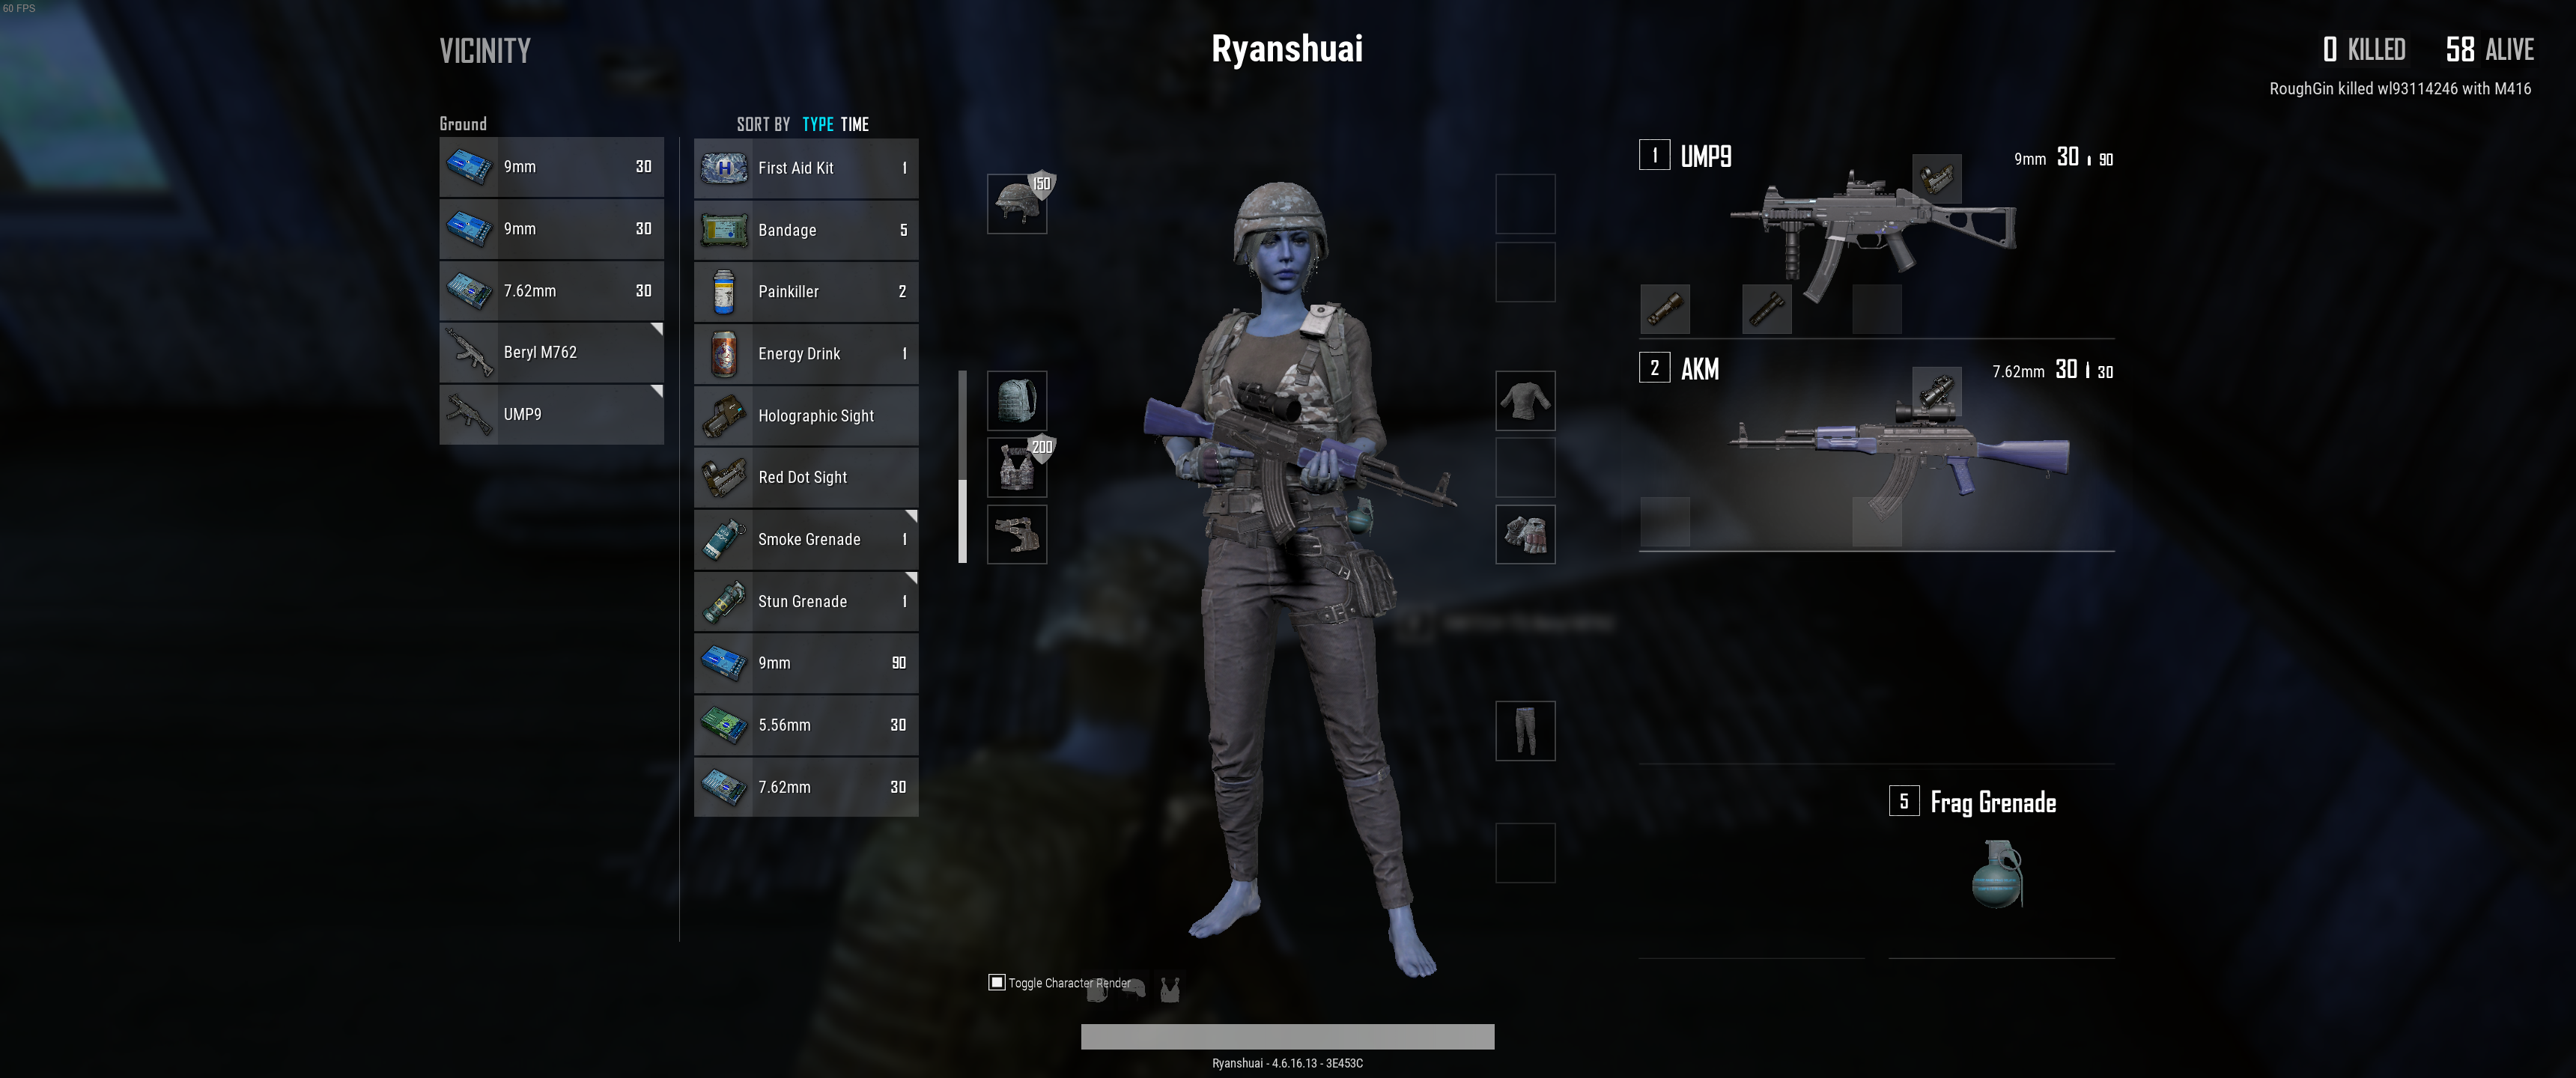 60 FPS
VICINITY
Ryanshuai
0 KILLED 58 ALIVE
RoughGin killed wl93114246 with M416
Ground
9mm 30
9mm 30
7.62mm 30
Beryl M762
UMP9
SORT BY TYPE TIME
First Aid Kit 1
Bandage 5
Painkiller 2
Energy Drink 1
Holographic Sight
Red Dot Sight
Smoke Grenade 1
Stun Grenade 1
9mm 90
5.56mm 30
7.62mm 30
150
200
1 UMP9 9mm 30 90
2 AKM 7.62mm 30 30
5 Frag Grenade
Toggle Character Render
Ryanshuai - 4.6.16.13 - 3E453C